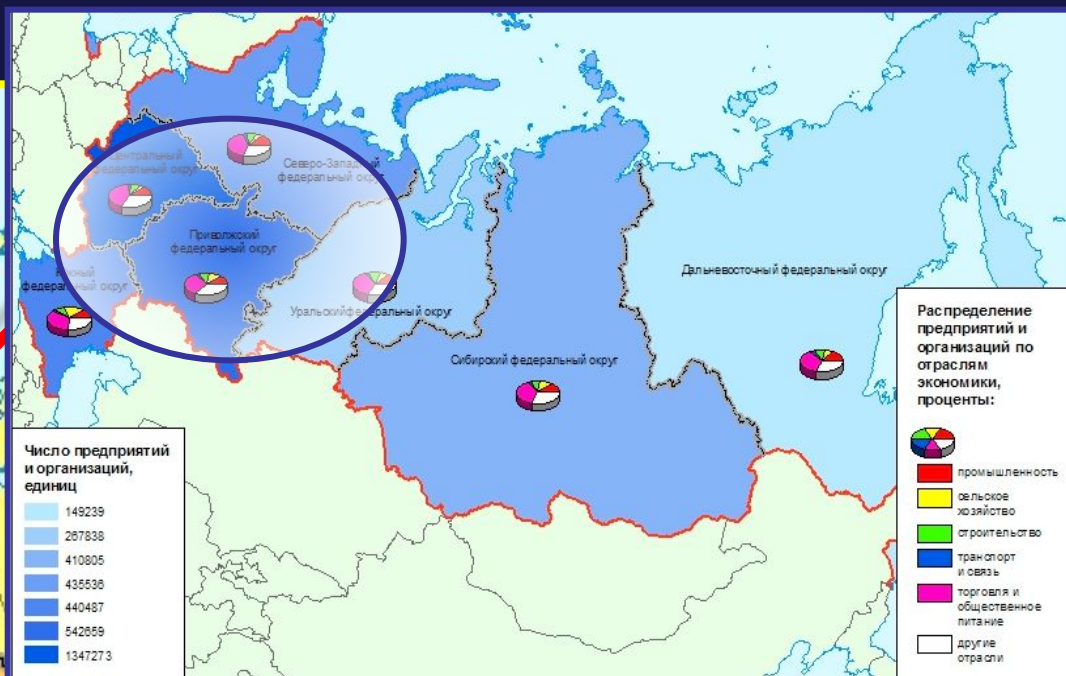 Центральный
федеральный округ
Северо-Западный
федеральный округ
Приволжский
федеральный округ
Южный
федеральный округ
Уральскийфедеральный округ
Сибирский федеральный округ
Дальневосточный федеральный округ
Число предприятий
и организаций,
единиц
149239
267838
410805
435536
440487
542659
1347273
Распределение
предприятий и
организаций по
отраслям
экономики,
проценты:
промышленность
сельское
хозяйство
строительство
транспорт
и связь
торговля и
общественное
питание
другие
отрасли